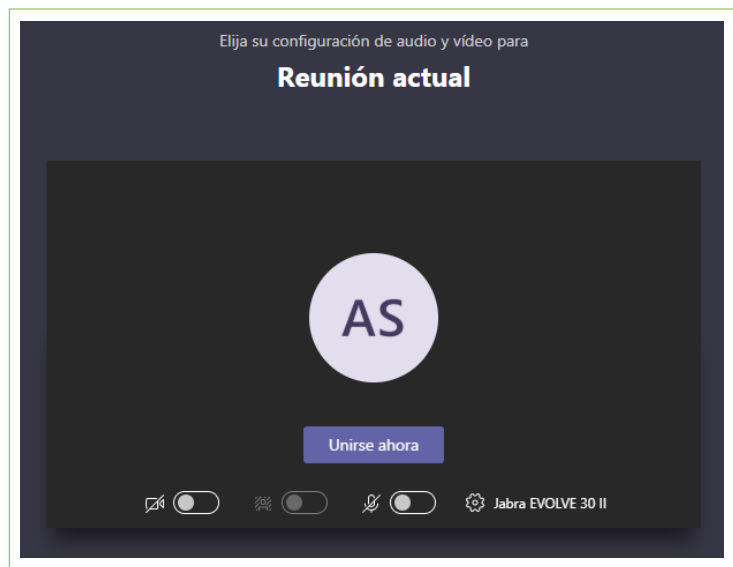 Elija su configuración de audio y vídeo para
Reunión actual
AS
Unirse ahora
Jabra EVOLVE 30 II